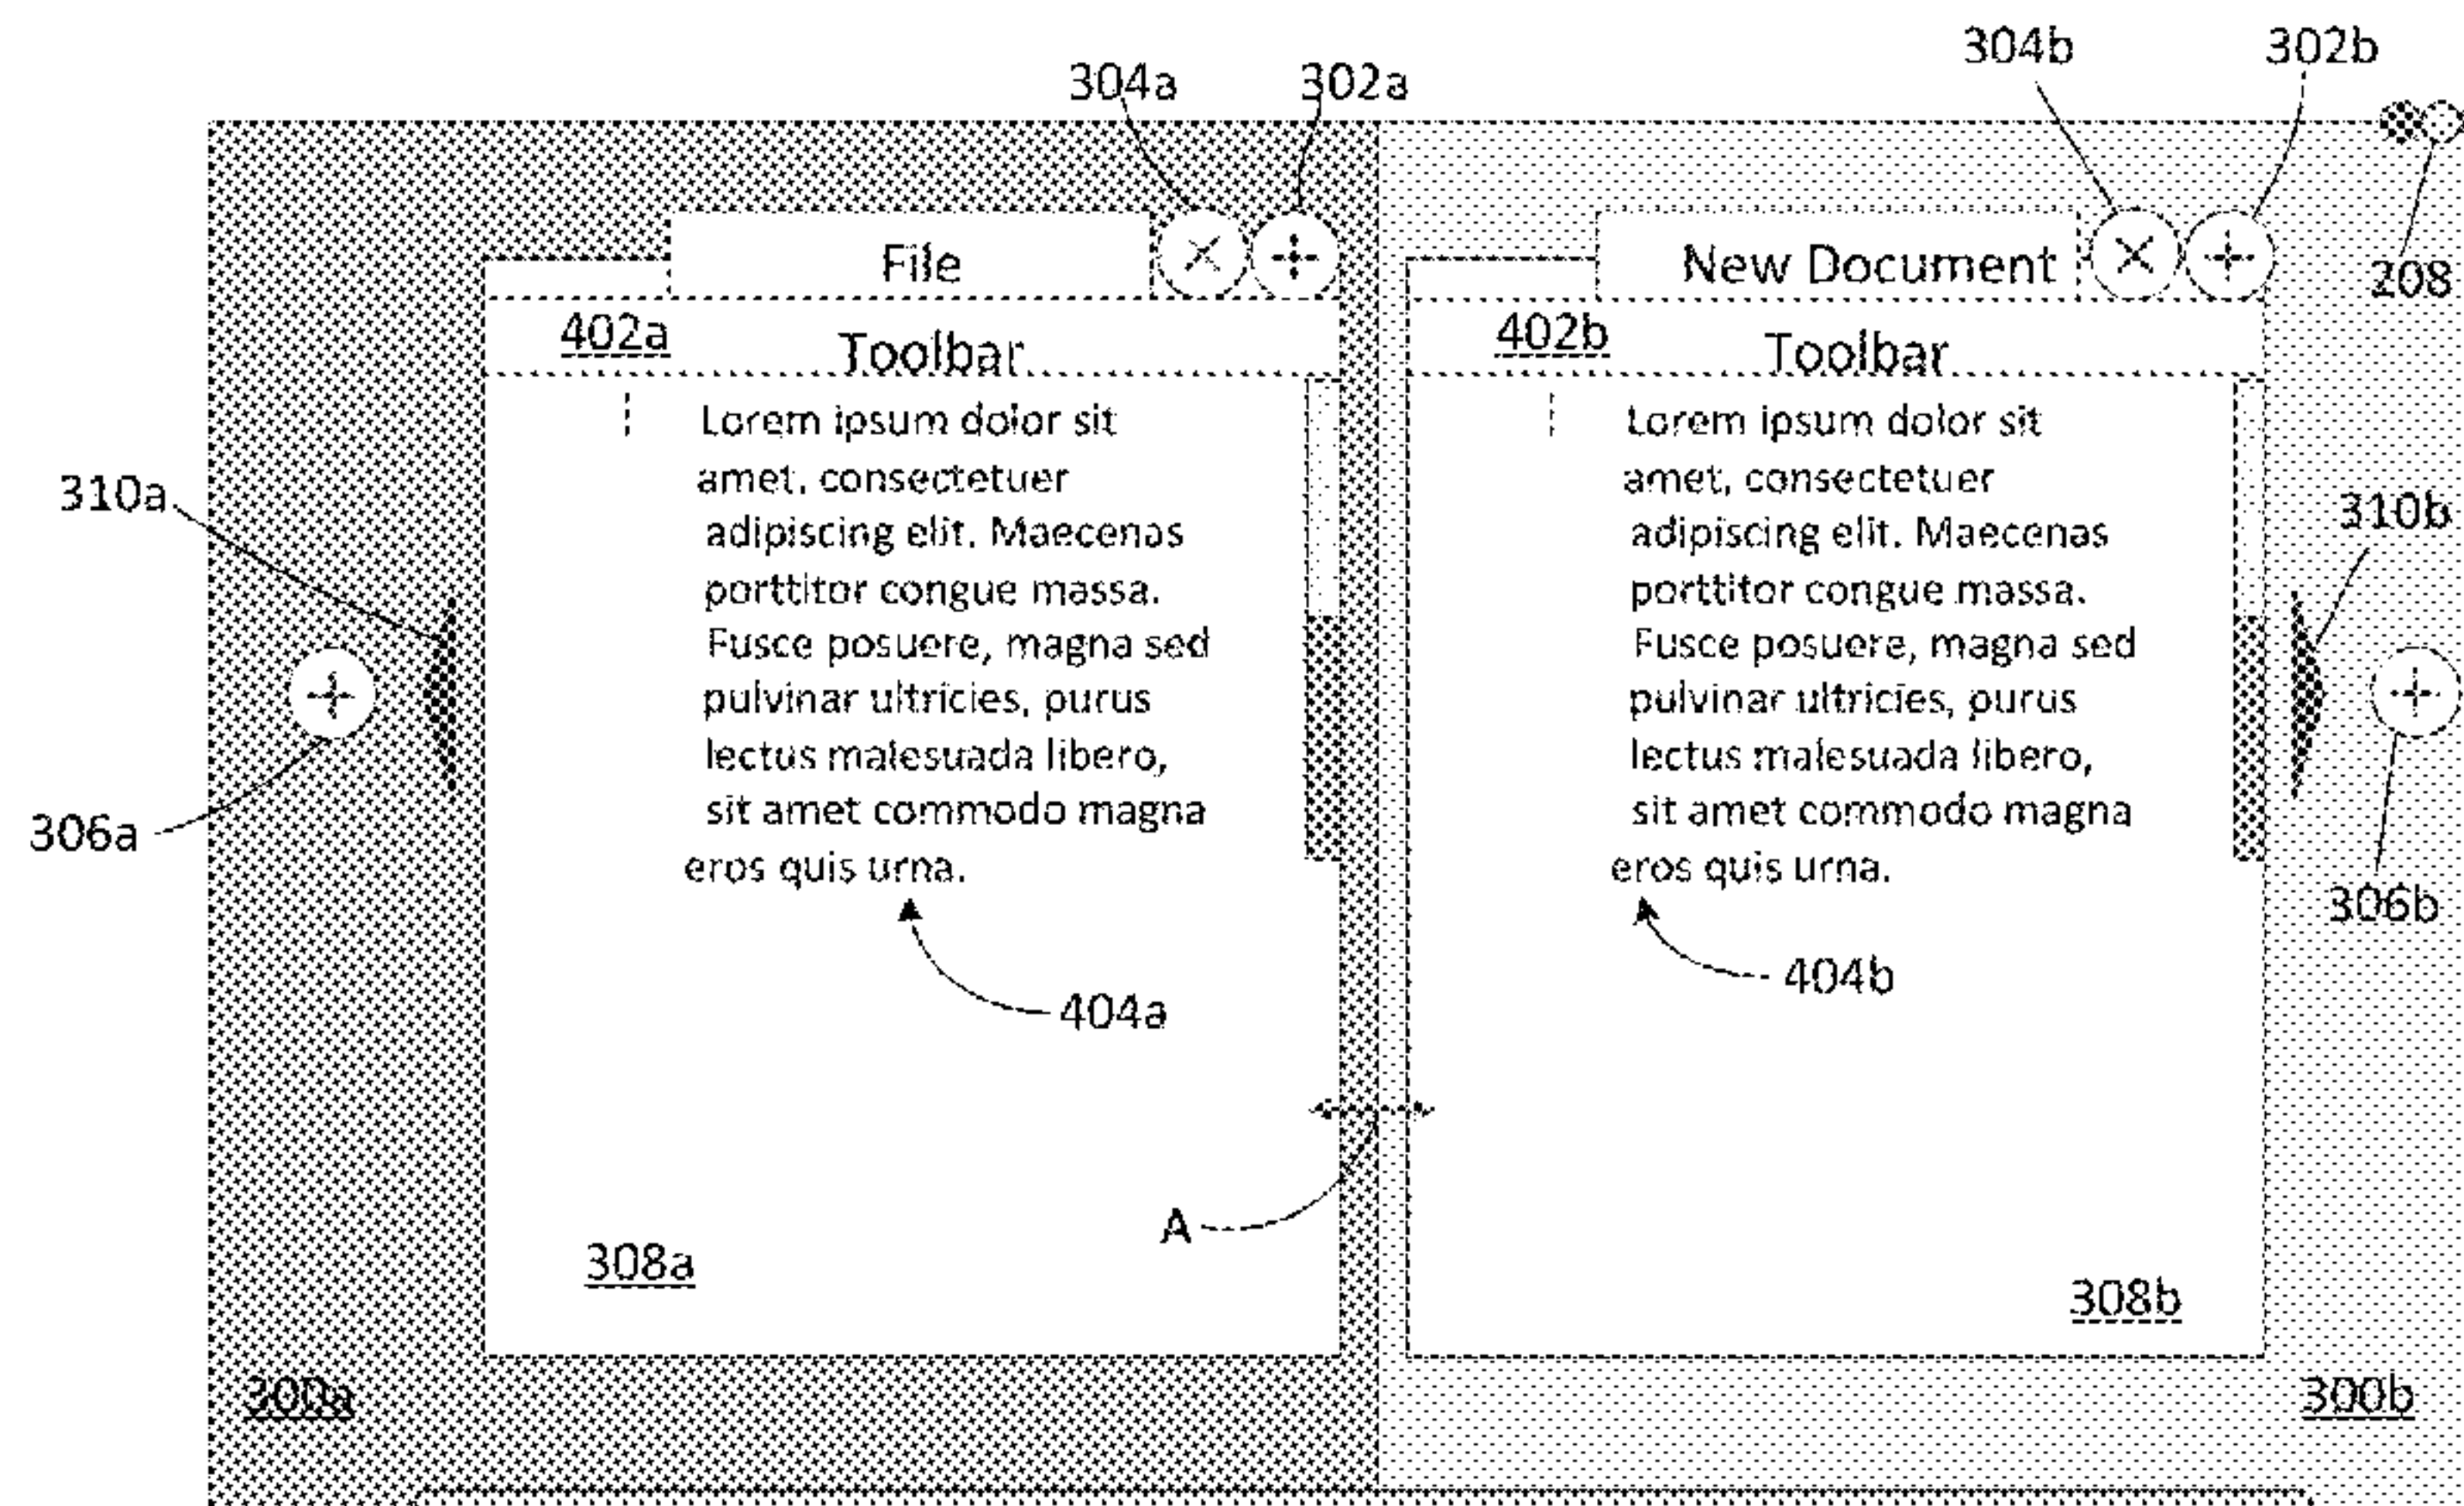 304b 302b
304a 302a
File New Document
208
402a Toolbar 402b Toolbar
Lorem ipsum dolor sit
amet, consectetuer
adipiscing elit. Maecenas
porttitor congue massa.
Fusce posuere, magna sed
pulvinar ultricies, purus
lectus malesuada libero,
sit amet commodo magna
eros quis urna.
Lorem ipsum dolor sit
amet, consectetuer
adipiscing elit. Maecenas
porttitor congue massa.
Fusce posuere, magna sed
pulvinar ultricies, purus
lectus malesuada libero,
sit amet commodo magna
eros quis urna.
310a
310b
306a
306b
404a
404b
A
308a
308b
300a
300b